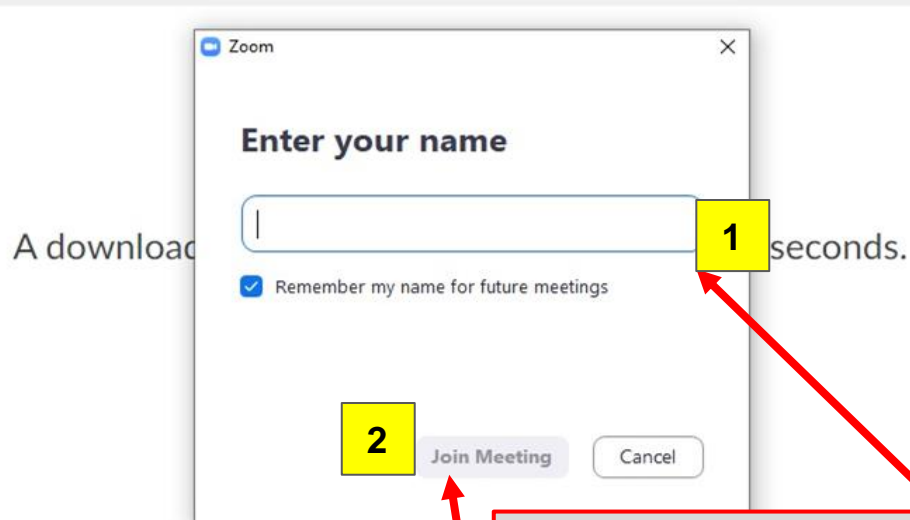 Zoom
Enter your name
1
A download
seconds.
Remember my name for future meetings
2
Join Meeting
Cancel